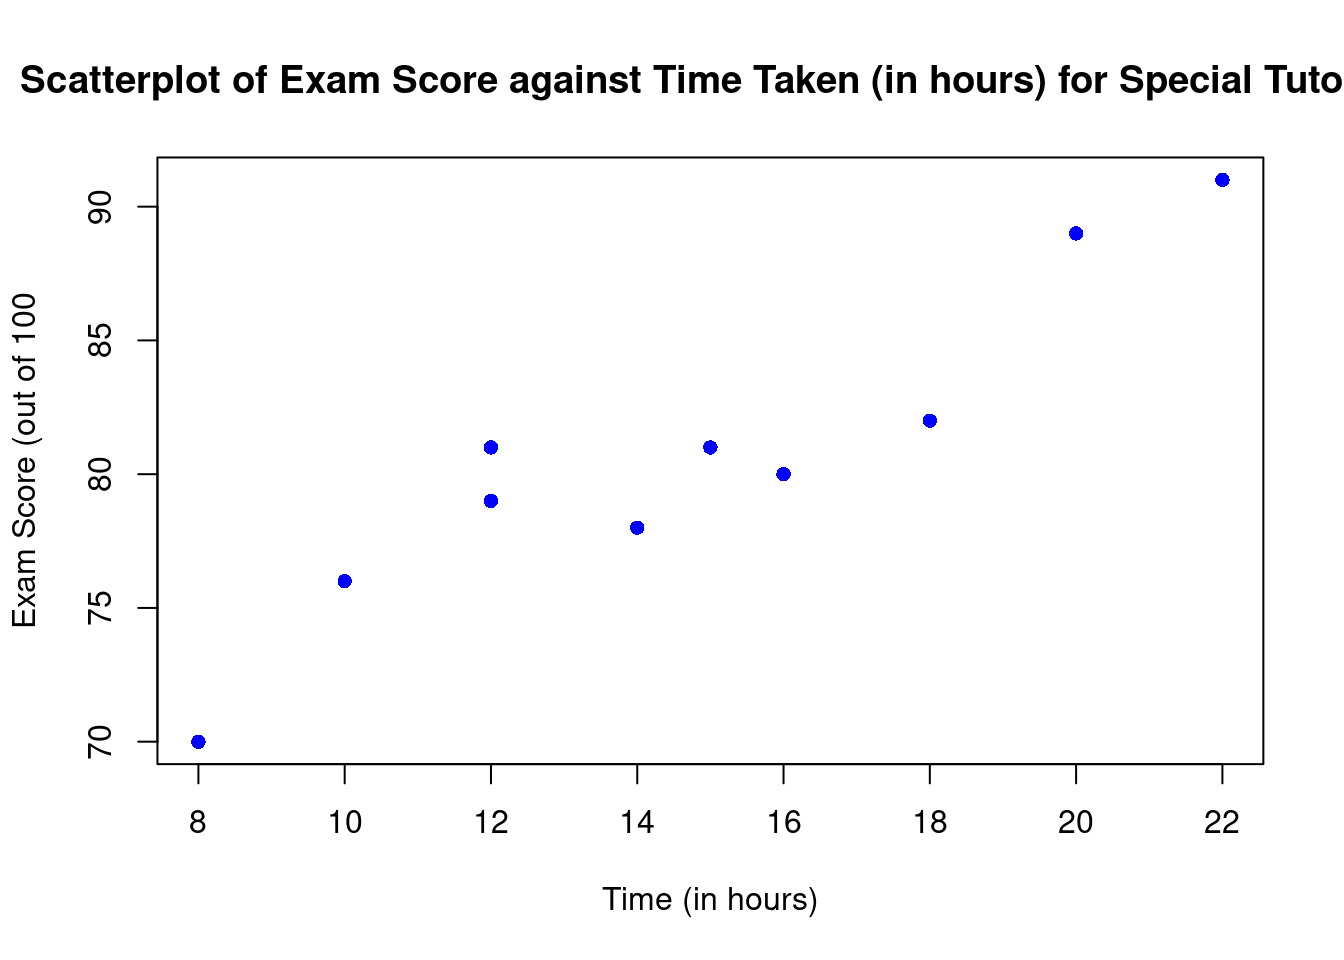 Scatterplot of Exam Score against Time Taken (in hours) for Special Tuto
90
85
80
75
70
Exam Score (out of 100
8 10 12 14 16 18 20 22
Time (in hours)